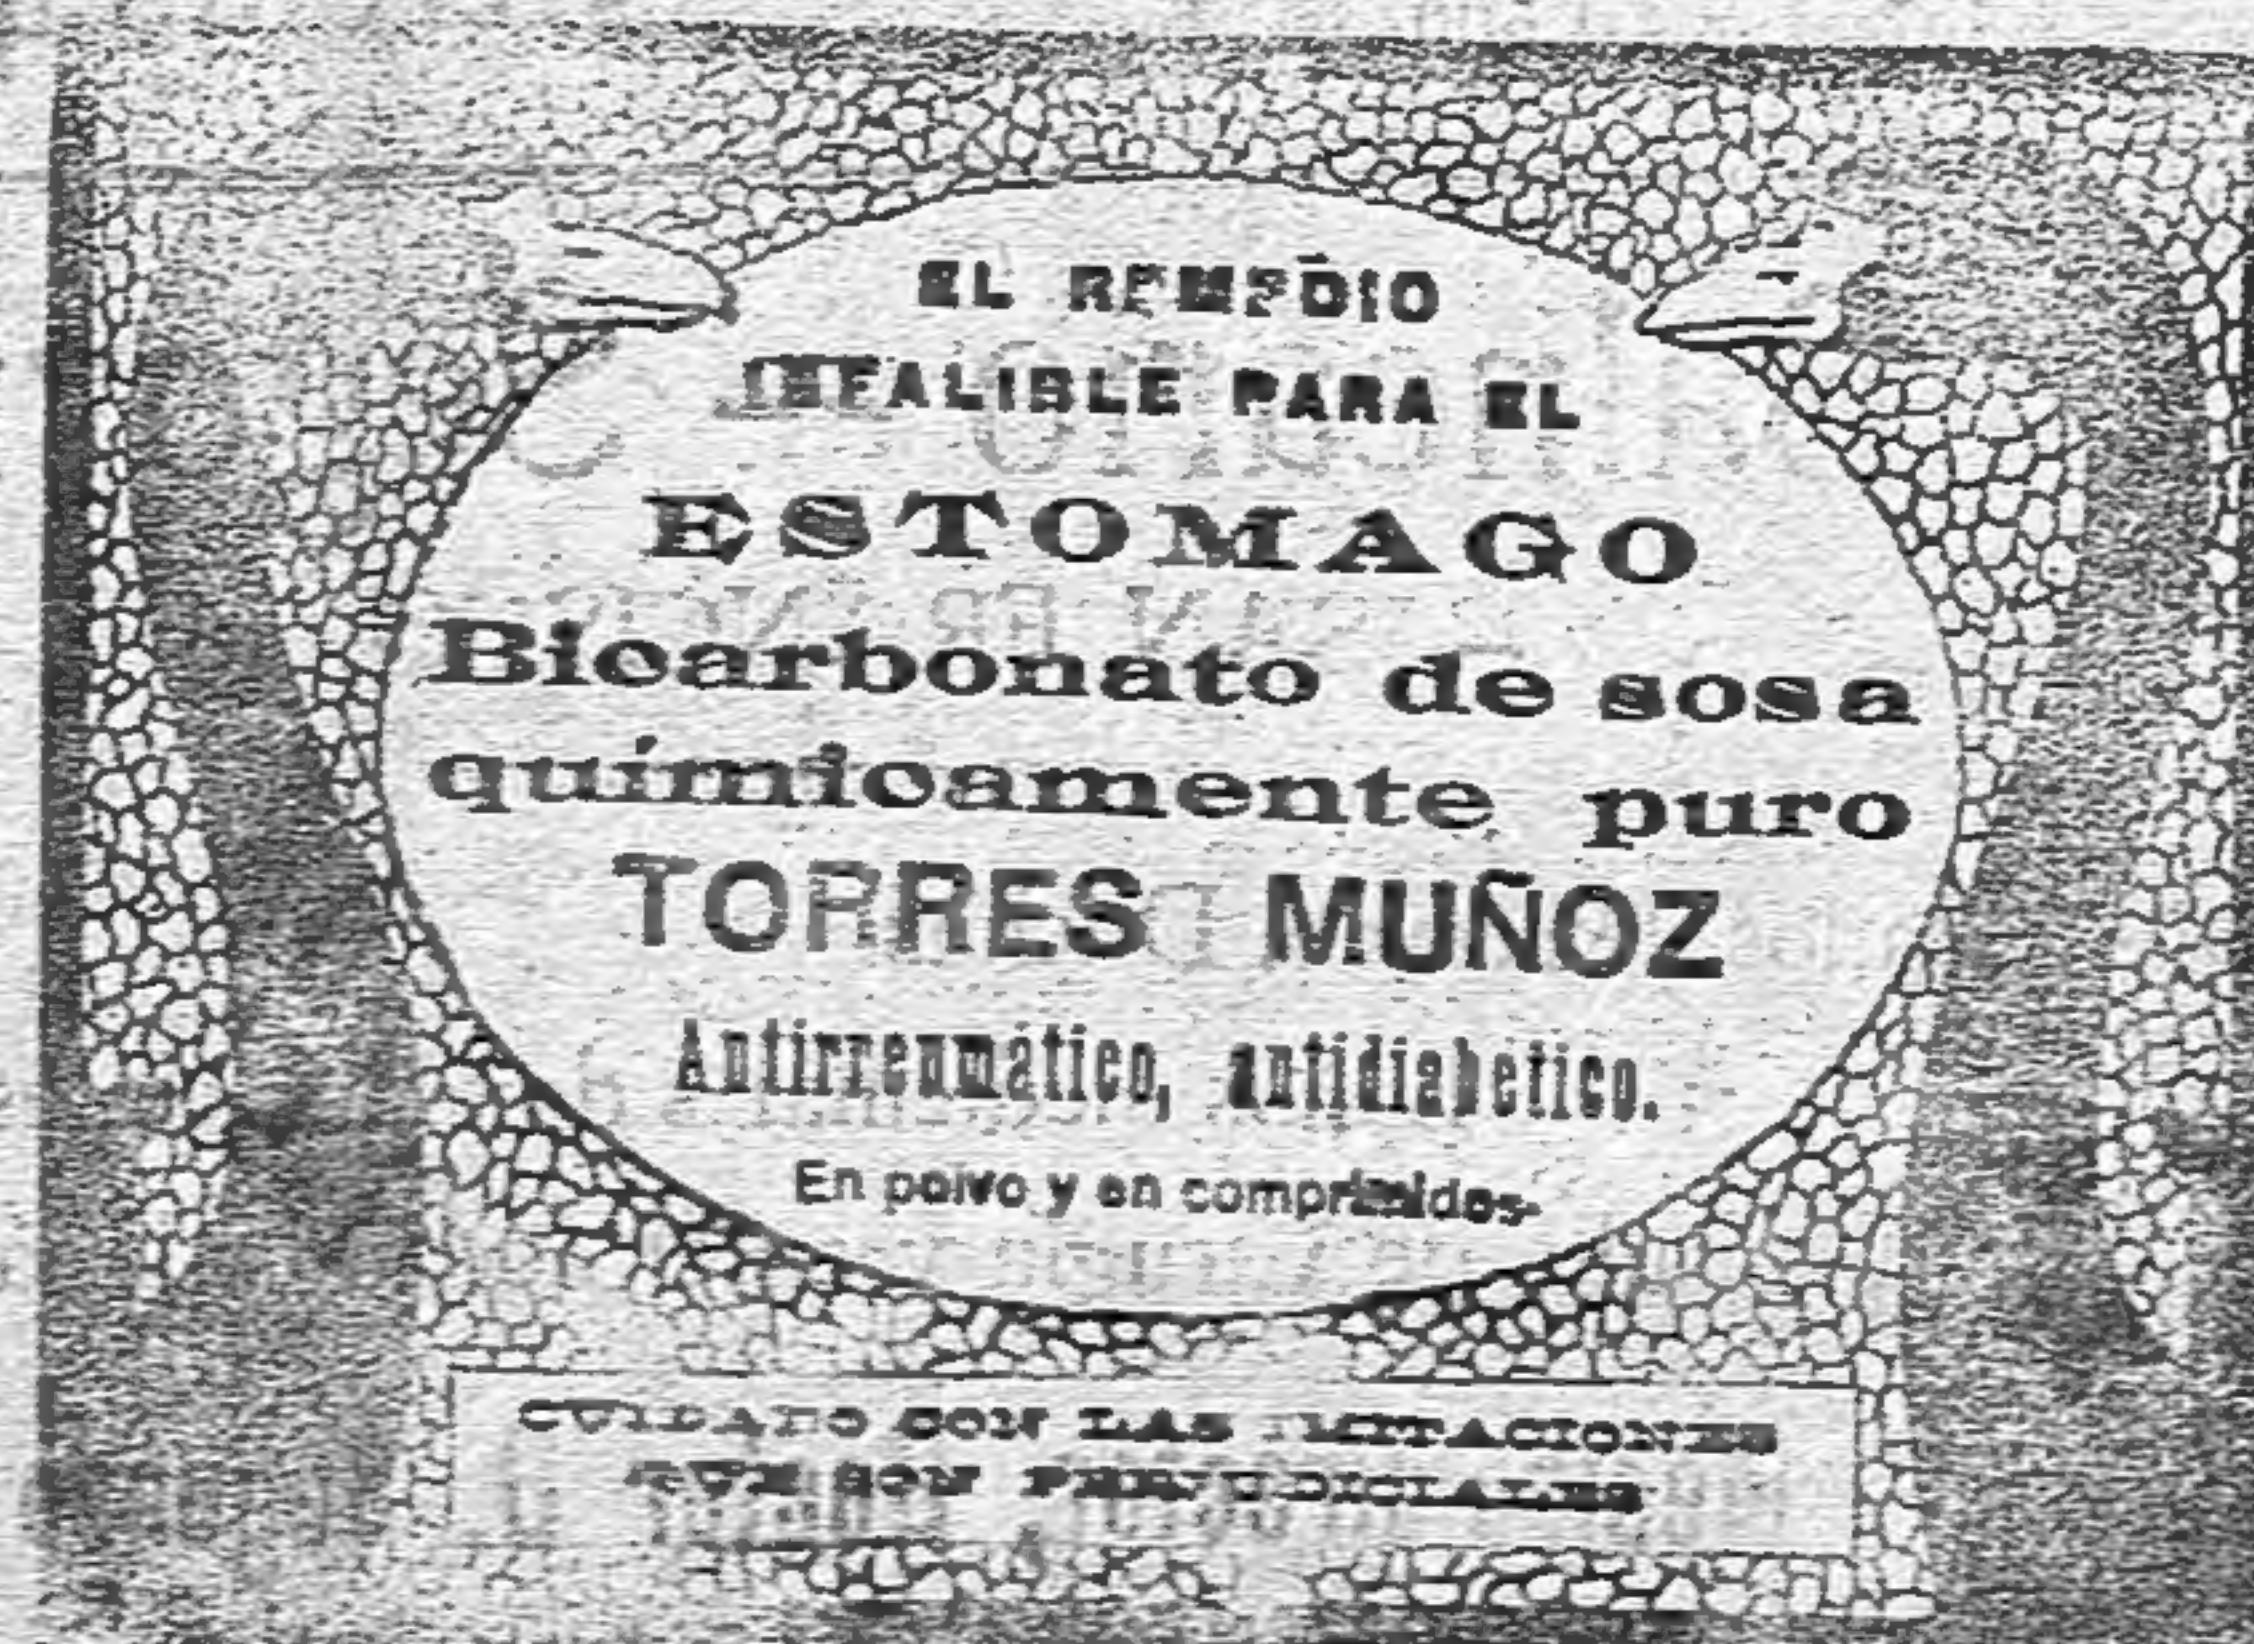 EL REMEDIO
INFALIBLE PARA EL
ESTOMAGO
Bicarbonato de sosa
químicamente puro
TORRES MUÑOZ
Antirreumático, antidiabético.
En polvo y en comprimidos
CUIDADO CON LAS IMITACIONES
QUE SON PERJUDICIALES